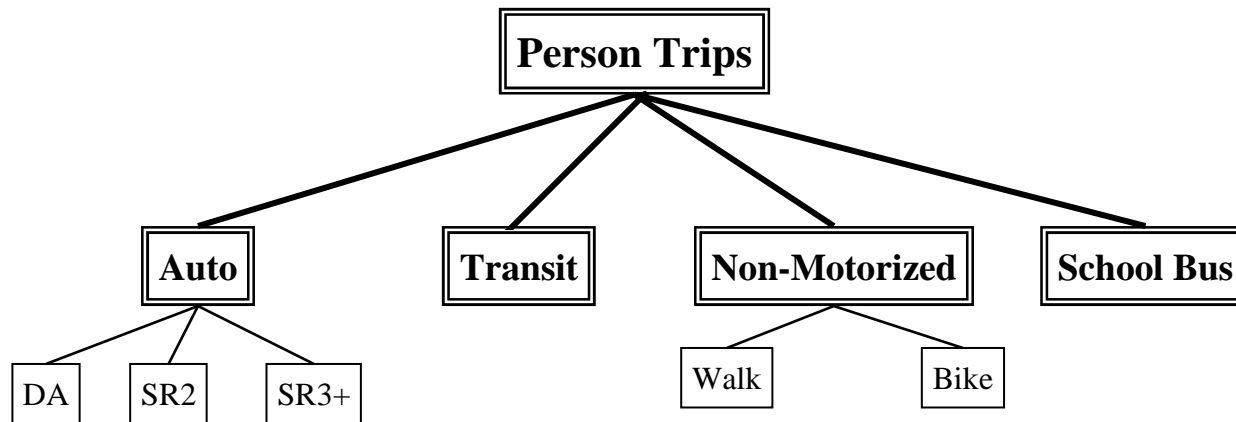 Person Trips
Auto
Transit
Non-Motorized
School Bus
DA
SR2
SR3+
Walk
Bike